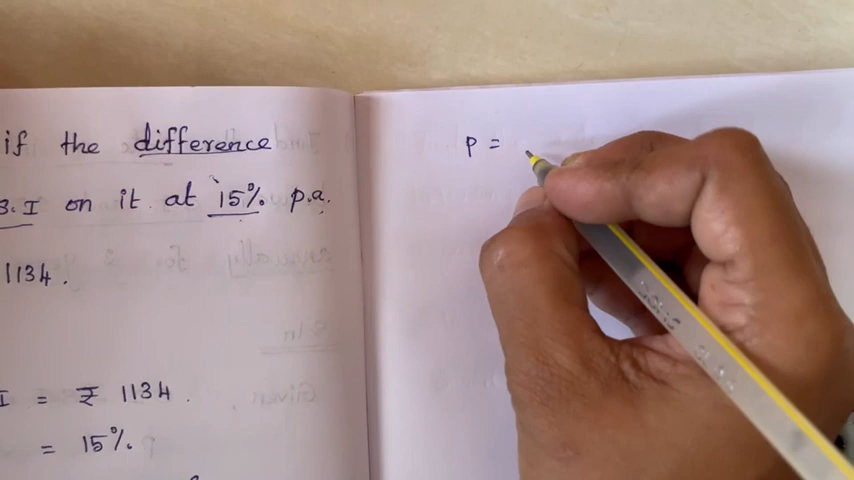 if the difference
S.I on it at 15% p.a.
1134.
I = ₹ 1134.
= 15%.
P =